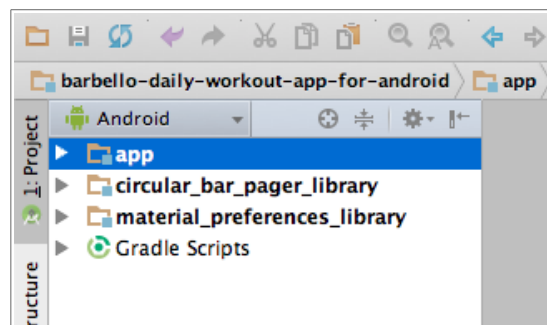 barbello-daily-workout-app-for-android app
1: Project
Android
app
circular_bar_pager_library
material_preferences_library
Gradle Scripts
ructure